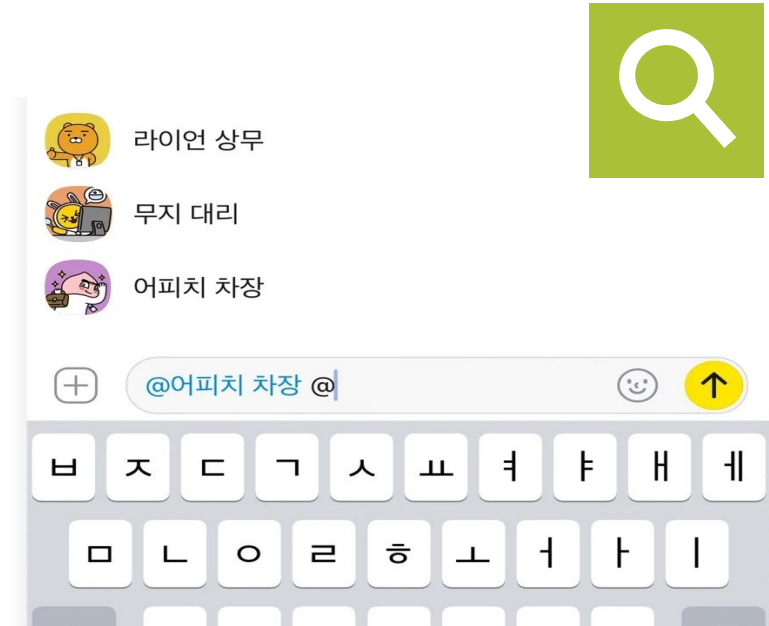 라이언 상무
무지 대리
어피치 차장
@어피치 차장 @
ㅂ ㅈ ㄷ ㄱ ㅅ ㅛ ㅕ ㅑ ㅐ ㅔ
ㅁ ㄴ ㅇ ㄹ ㅎ ㅗ ㅓ ㅏ ㅣ